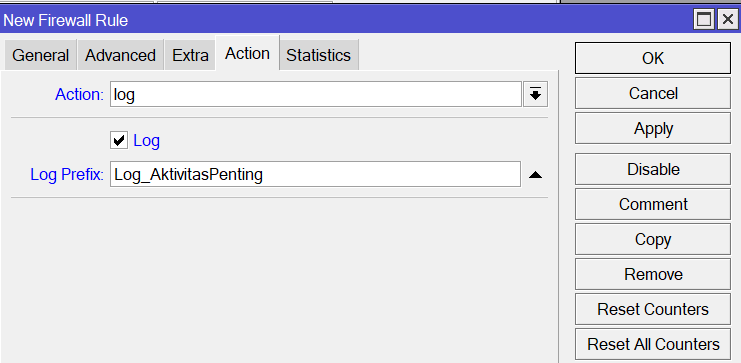 New Firewall Rule
General Advanced Extra Action Statistics
Action: log
Log
Log Prefix: Log_AktivitasPenting
OK
Cancel
Apply
Disable
Comment
Copy
Remove
Reset Counters
Reset All Counters